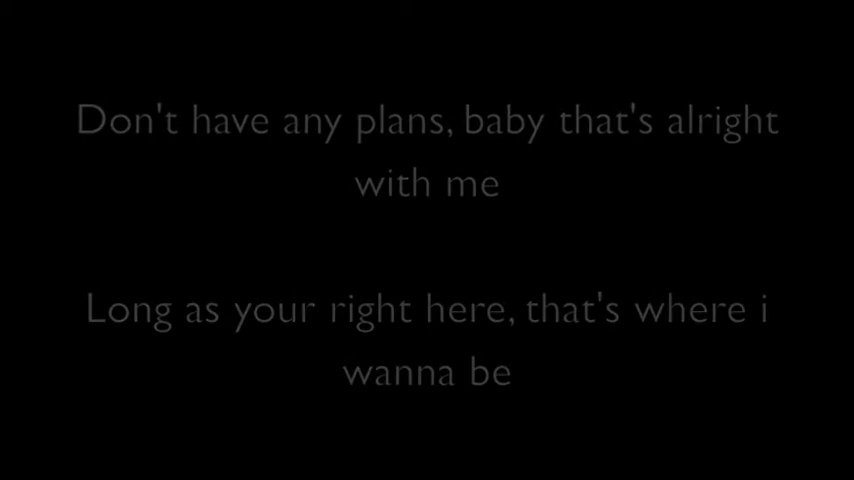 Don't have any plans, baby that's alright
with me
Long as your right here, that's where i
wanna be